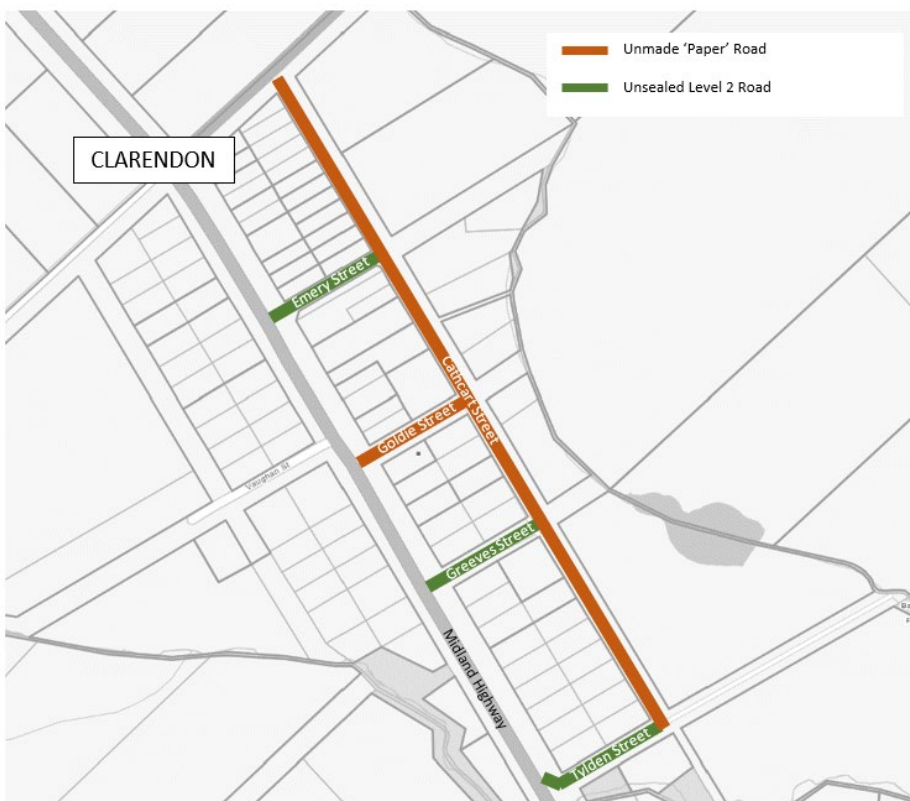 Unmade ‘Paper’ Road
Unsealed Level 2 Road
CLARENDON
Emery Street
Cathcart Street
Goldie Street
Vaughan St
Greeves Street
Midland Highway
Tylden Street